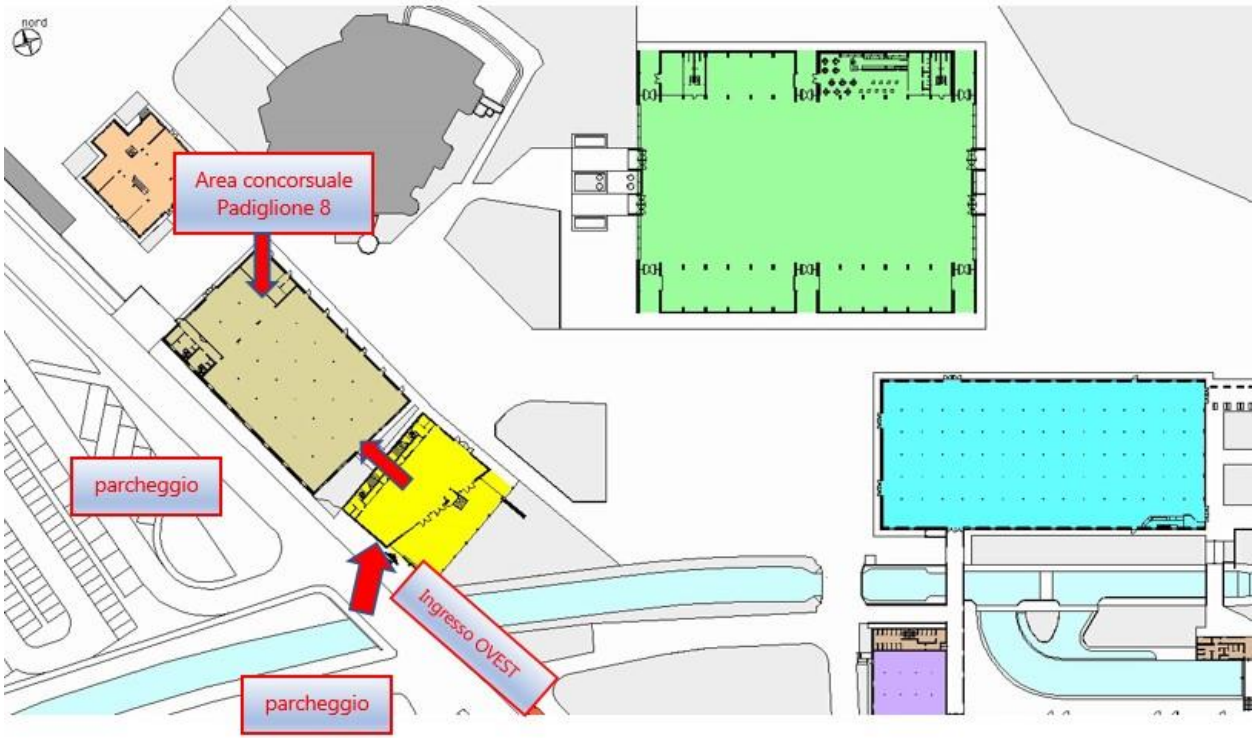 nord
Area concorsuale
Padiglione 8
parcheggio
Ingresso OVEST
parcheggio